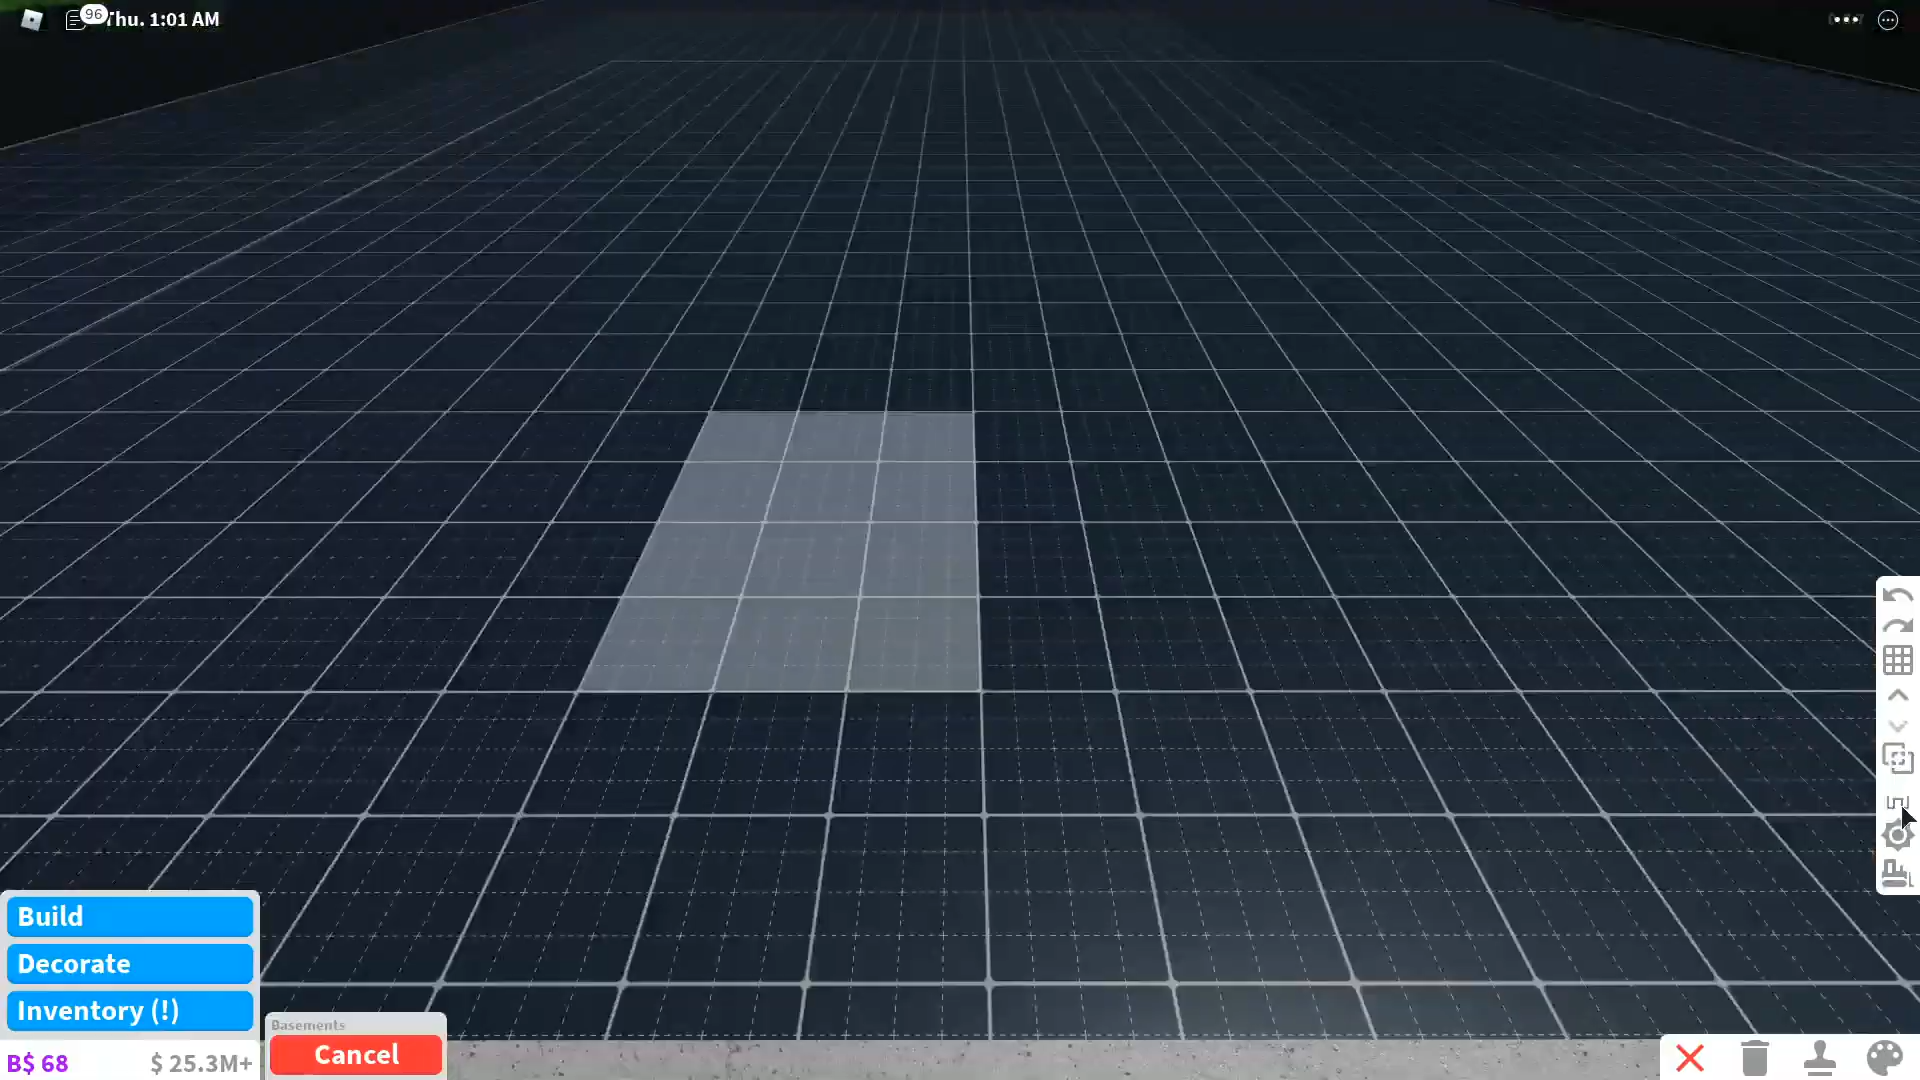 96
Thu. 1:01 AM
Build
Decorate
Inventory (!)
Basements
Cancel
B$ 68
$ 25.3M+